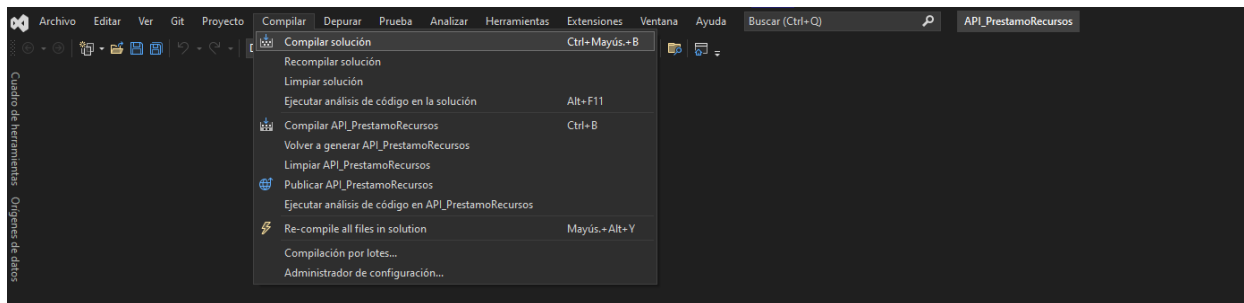 Archivo Editar Ver Git Proyecto Compilar Depurar Prueba Analizar Herramientas Extensiones Ventana Ayuda Buscar (Ctrl+Q) API_PrestamoRecursos
Compilar solución Ctrl+Mayús.+B
Recompilar solución
Limpiar solución
Ejecutar análisis de código en la solución Alt+F11
Compilar API_PrestamoRecursos Ctrl+B
Volver a generar API_PrestamoRecursos
Limpiar API_PrestamoRecursos
Publicar API_PrestamoRecursos
Ejecutar análisis de código en API_PrestamoRecursos
Re-compile all files in solution Mayús.+Alt+Y
Compilación por lotes...
Administrador de configuración...
Cuadro de herramientas
Orígenes de datos